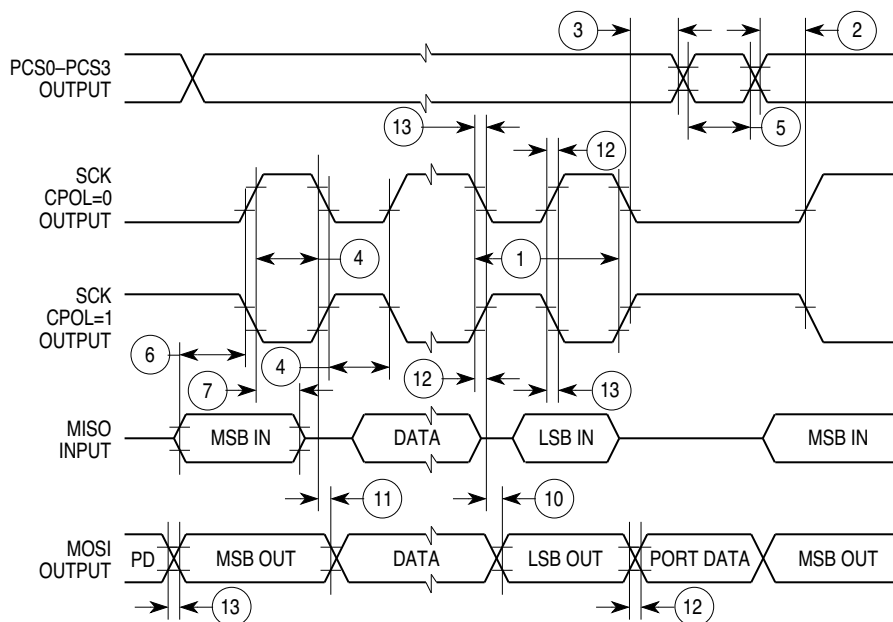 3
2
PCS0–PCS3
OUTPUT
5
13
12
SCK
CPOL=0
OUTPUT
4
1
SCK
CPOL=1
OUTPUT
6
4
7
12
13
MISO
INPUT
MSB IN
DATA
LSB IN
MSB IN
11
10
MOSI
OUTPUT
PD
MSB OUT
DATA
LSB OUT
PORT DATA
MSB OUT
13
12